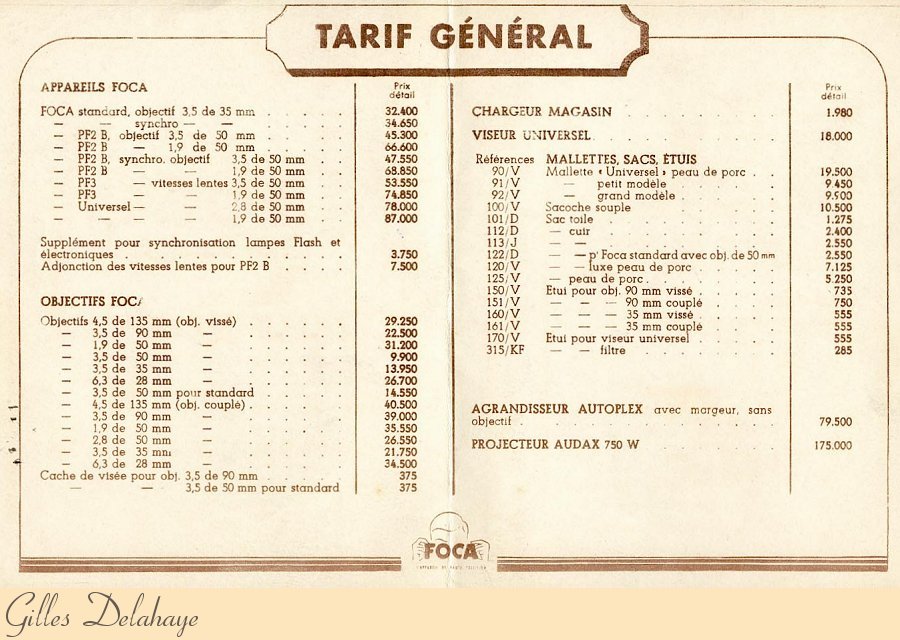 TARIF GÉNÉRAL
APPAREILS FOCA
Prix
détail
FOCA standard, objectif 3,5 de 35 mm . . . . . 32.400
— — synchro — — . . . . . 34.650
— PF2 B, objectif 3,5 de 50 mm . . . . . 45.300
— PF2 B — 1,9 de 50 mm . . . . . 66.600
— PF2 B, synchro. objectif 3,5 de 50 mm . . . 47.550
— PF2 B — — 1,9 de 50 mm . . . 68.850
— PF3 — vitesses lentes 3,5 de 50 mm . . . 53.550
— PF3 — — 1,9 de 50 mm . . . 74.850
— Universel — — 2,8 de 50 mm . . . 78.000
— — — — 1,9 de 50 mm . . . 87.000
Supplément pour synchronisation lampes Flash et
électroniques . . . . . . . . . . . . 3.750
Adjonction des vitesses lentes pour PF2 B . . . . 7.500
OBJECTIFS FOCA
Objectifs 4,5 de 135 mm (obj. vissé) . . . . . . 29.250
— 3,5 de 90 mm — . . . . . . 22.500
— 1,9 de 50 mm — . . . . . . 31.200
— 3,5 de 50 mm — . . . . . . 9.900
— 3,5 de 35 mm — . . . . . . 13.950
— 6,3 de 28 mm — . . . . . . 26.700
— 3,5 de 50 mm pour standard . . . . . 14.550
— 4,5 de 135 mm (obj. couplé) . . . . . 40.500
— 3,5 de 90 mm — . . . . . . 39.000
— 1,9 de 50 mm — . . . . . . 35.550
— 2,8 de 50 mm — . . . . . . 26.550
— 3,5 de 35 mm — . . . . . . 21.750
— 6,3 de 28 mm — . . . . . . 34.500
Cache de visée pour obj. 3,5 de 90 mm . . . . . 375
— — 3,5 de 50 mm pour standard 375
Prix
détail
CHARGEUR MAGASIN . . . . . . . . 1.980
VISEUR UNIVERSEL. . . . . . . . . 18.000
Références MALLETTES, SACS, ÉTUIS
90/V Mallette « Universel » peau de porc . . 19.500
91/V — petit modèle . . . . . 9.450
92/V — grand modèle . . . . . 9.900
100/V Sacoche souple . . . . . . . 10.500
101/D Sac toile . . . . . . . . . 1.275
112/D — cuir . . . . . . . . . 2.400
113/J — — . . . . . . . . . 2.550
122/D — — pr Foca standard avec obj. de 50 mm 2.550
120/V — — luxe peau de porc . . . . 7.125
125/V — peau de porc . . . . . . . 5.250
150/V Etui pour obj. 90 mm vissé . . . . . 735
151/V — — — 90 mm couplé . . . . 750
160/V — — — 35 mm vissé . . . . . 555
161/V — — — 35 mm couplé . . . . 555
170/V Etui pour viseur universel . . . . . 555
315/KF — — filtre . . . . . . . 285
AGRANDISSEUR AUTOPLEX avec margeur, sans
objectif . . . . . . . . . . . . 79.500
PROJECTEUR AUDAX 750 W . . . . . . 175.000
FOCA
Gilles Delahaye